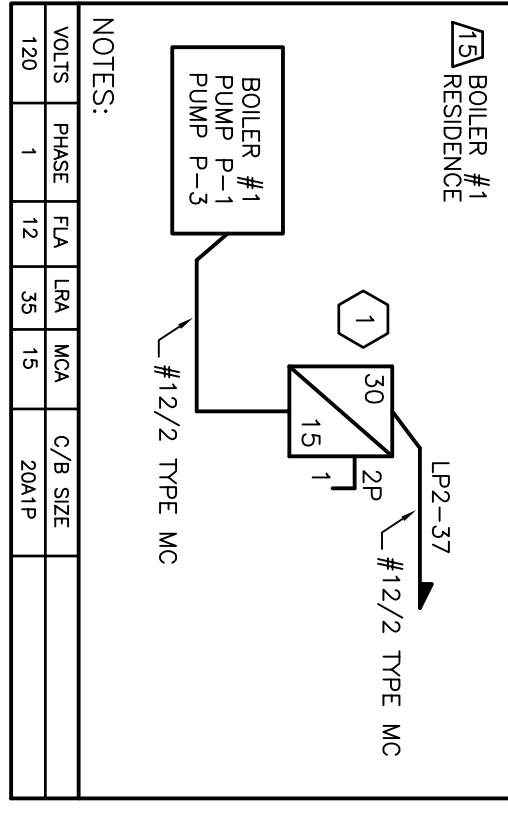 15
BOILER #1
RESIDENCE
LP2-37
#12/2 TYPE MC
30
15
2P
1
1
BOILER #1
PUMP P-1
PUMP P-3
#12/2 TYPE MC
NOTES:
VOLTS PHASE FLA LRA MCA C/B SIZE
120 1 12 35 15 20A1P